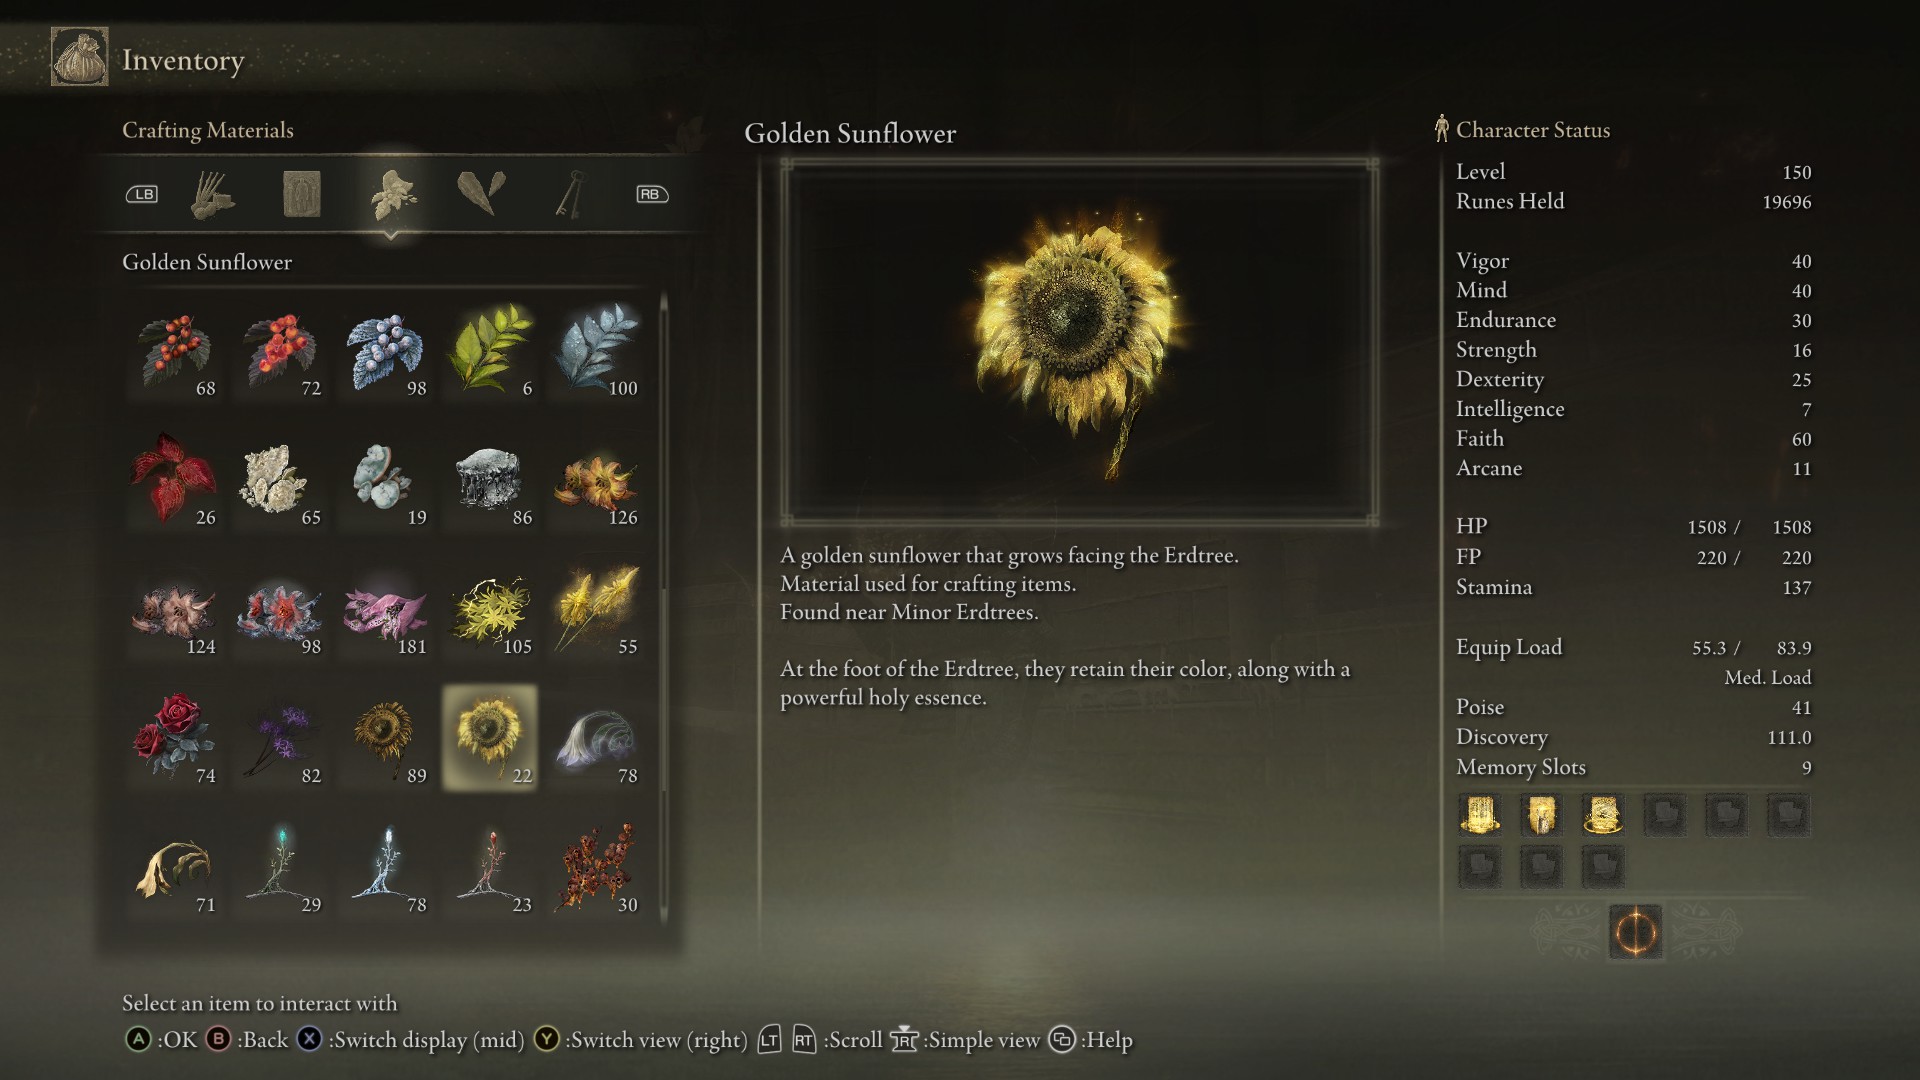 Inventory
Crafting Materials
LB
RB
Golden Sunflower
68
72
98
6
100
26
65
19
86
126
124
98
181
105
55
74
82
89
22
78
71
29
78
23
30
Golden Sunflower
A golden sunflower that grows facing the Erdtree.
Material used for crafting items.
Found near Minor Erdtrees.
At the foot of the Erdtree, they retain their color, along with a
powerful holy essence.
Character Status
Level 150
Runes Held 19696
Vigor 40
Mind 40
Endurance 30
Strength 16
Dexterity 25
Intelligence 7
Faith 60
Arcane 11
HP 1508 / 1508
FP 220 / 220
Stamina 137
Equip Load 55.3 / 83.9
Med. Load
Poise 41
Discovery 111.0
Memory Slots 9
Select an item to interact with
A :OK B :Back X :Switch display (mid) Y :Switch view (right) LT RT :Scroll R :Simple view :Help